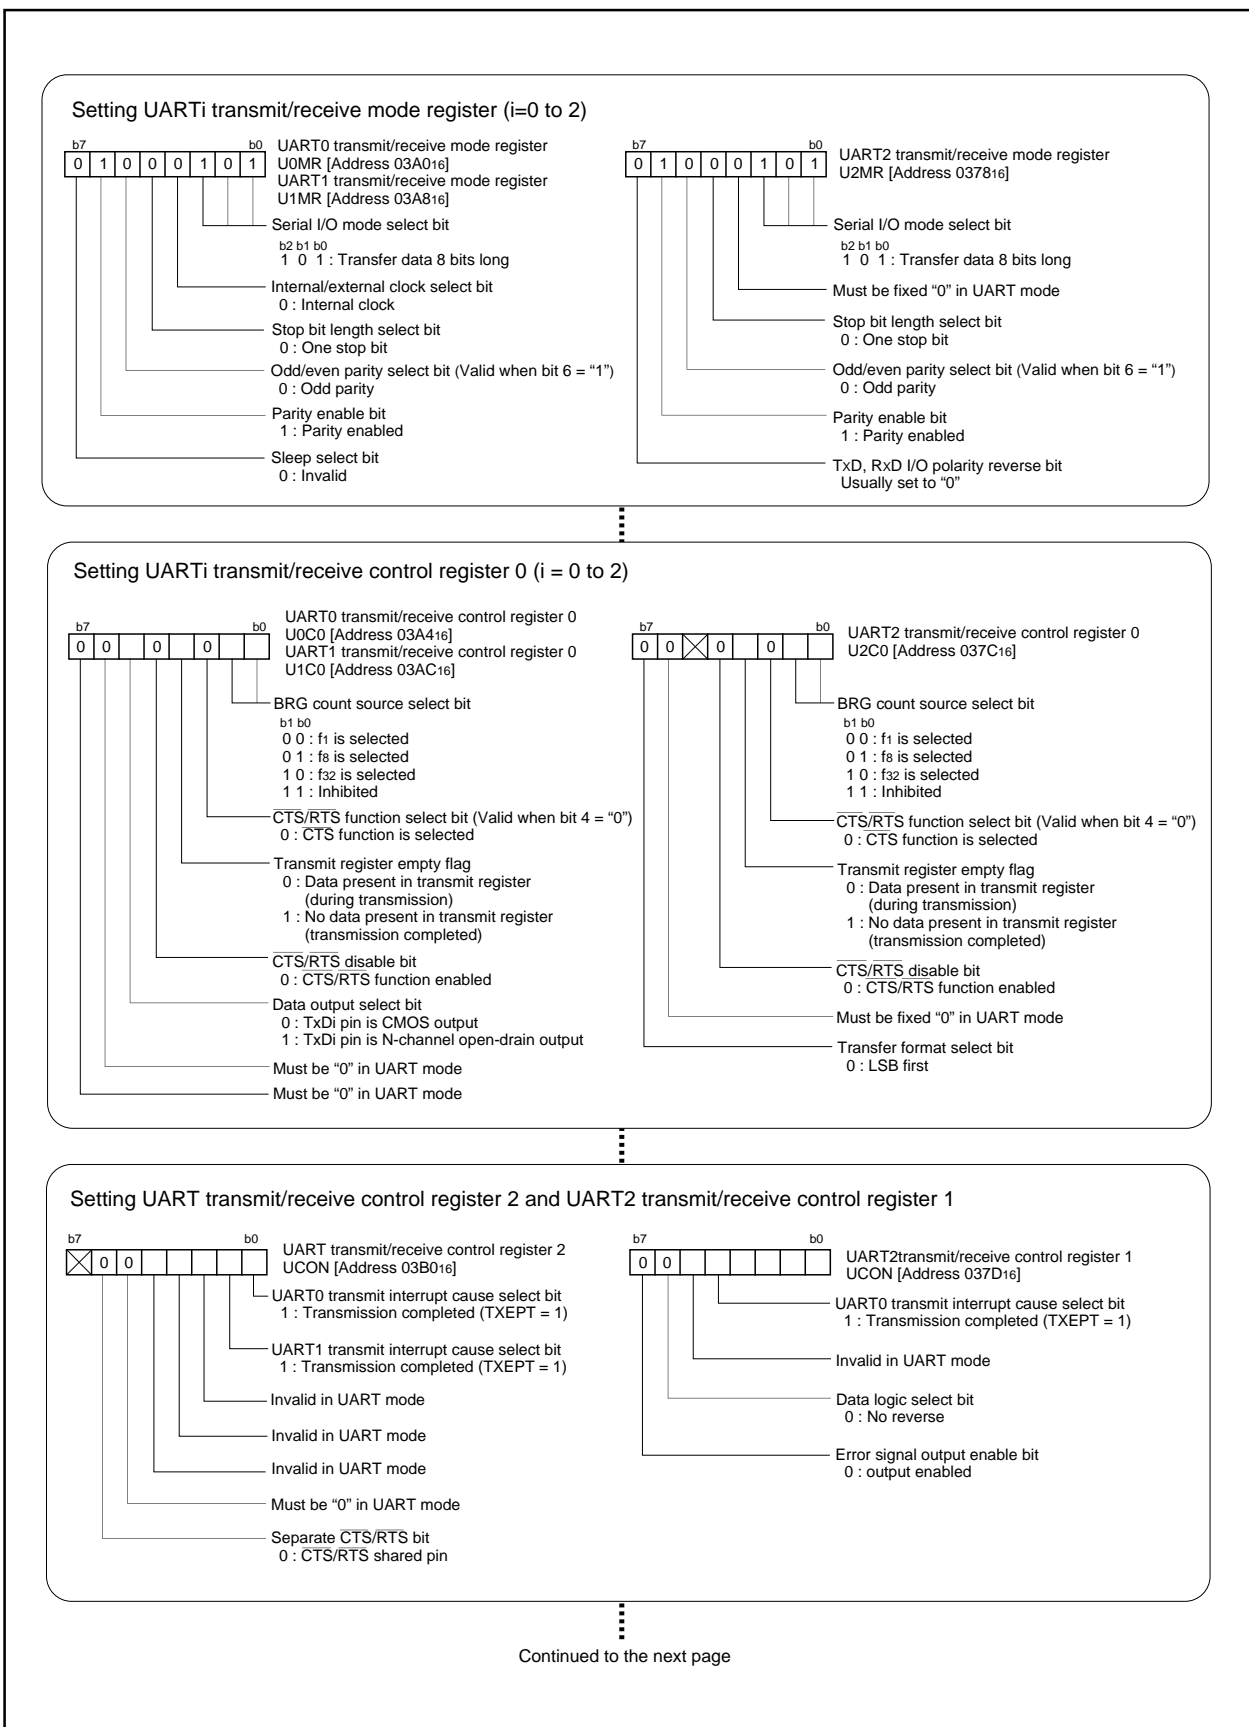 Setting UARTi transmit/receive mode register (i=0 to 2)
b7 b0
0 1 0 0 0 1 0 1
UART0 transmit/receive mode register
U0MR [Address 03A016]
UART1 transmit/receive mode register
U1MR [Address 03A816]
Serial I/O mode select bit
b2 b1 b0
1 0 1 : Transfer data 8 bits long
Internal/external clock select bit
0 : Internal clock
Stop bit length select bit
0 : One stop bit
Odd/even parity select bit (Valid when bit 6 = “1”)
0 : Odd parity
Parity enable bit
1 : Parity enabled
Sleep select bit
0 : Invalid
b7 b0
0 1 0 0 0 1 0 1
UART2 transmit/receive mode register
U2MR [Address 037816]
Serial I/O mode select bit
b2 b1 b0
1 0 1 : Transfer data 8 bits long
Must be fixed “0” in UART mode
Stop bit length select bit
0 : One stop bit
Odd/even parity select bit (Valid when bit 6 = “1”)
0 : Odd parity
Parity enable bit
1 : Parity enabled
TxD, RxD I/O polarity reverse bit
Usually set to “0”
Setting UARTi transmit/receive control register 0 (i = 0 to 2)
b7 b0
0 0 0 0
UART0 transmit/receive control register 0
U0C0 [Address 03A416]
UART1 transmit/receive control register 0
U1C0 [Address 03AC16]
BRG count source select bit
b1 b0
0 0 : f1 is selected
0 1 : f8 is selected
1 0 : f32 is selected
1 1 : Inhibited
CTS/RTS function select bit (Valid when bit 4 = “0”)
0 : CTS function is selected
Transmit register empty flag
0 : Data present in transmit register
(during transmission)
1 : No data present in transmit register
(transmission completed)
CTS/RTS disable bit
0 : CTS/RTS function enabled
Data output select bit
0 : TxDi pin is CMOS output
1 : TxDi pin is N-channel open-drain output
Must be “0” in UART mode
Must be “0” in UART mode
b7 b0
0 0 0 0
UART2 transmit/receive control register 0
U2C0 [Address 037C16]
BRG count source select bit
b1 b0
0 0 : f1 is selected
0 1 : f8 is selected
1 0 : f32 is selected
1 1 : Inhibited
CTS/RTS function select bit (Valid when bit 4 = “0”)
0 : CTS function is selected
Transmit register empty flag
0 : Data present in transmit register
(during transmission)
1 : No data present in transmit register
(transmission completed)
CTS/RTS disable bit
0 : CTS/RTS function enabled
Must be fixed “0” in UART mode
Transfer format select bit
0 : LSB first
Setting UART transmit/receive control register 2 and UART2 transmit/receive control register 1
b7 b0
0 0
UART transmit/receive control register 2
UCON [Address 03B016]
UART0 transmit interrupt cause select bit
1 : Transmission completed (TXEPT = 1)
UART1 transmit interrupt cause select bit
1 : Transmission completed (TXEPT = 1)
Invalid in UART mode
Invalid in UART mode
Invalid in UART mode
Must be “0” in UART mode
Separate CTS/RTS bit
0 : CTS/RTS shared pin
b7 b0
0 0
UART2transmit/receive control register 1
UCON [Address 037D16]
UART0 transmit interrupt cause select bit
1 : Transmission completed (TXEPT = 1)
Invalid in UART mode
Data logic select bit
0 : No reverse
Error signal output enable bit
0 : output enabled
Continued to the next page